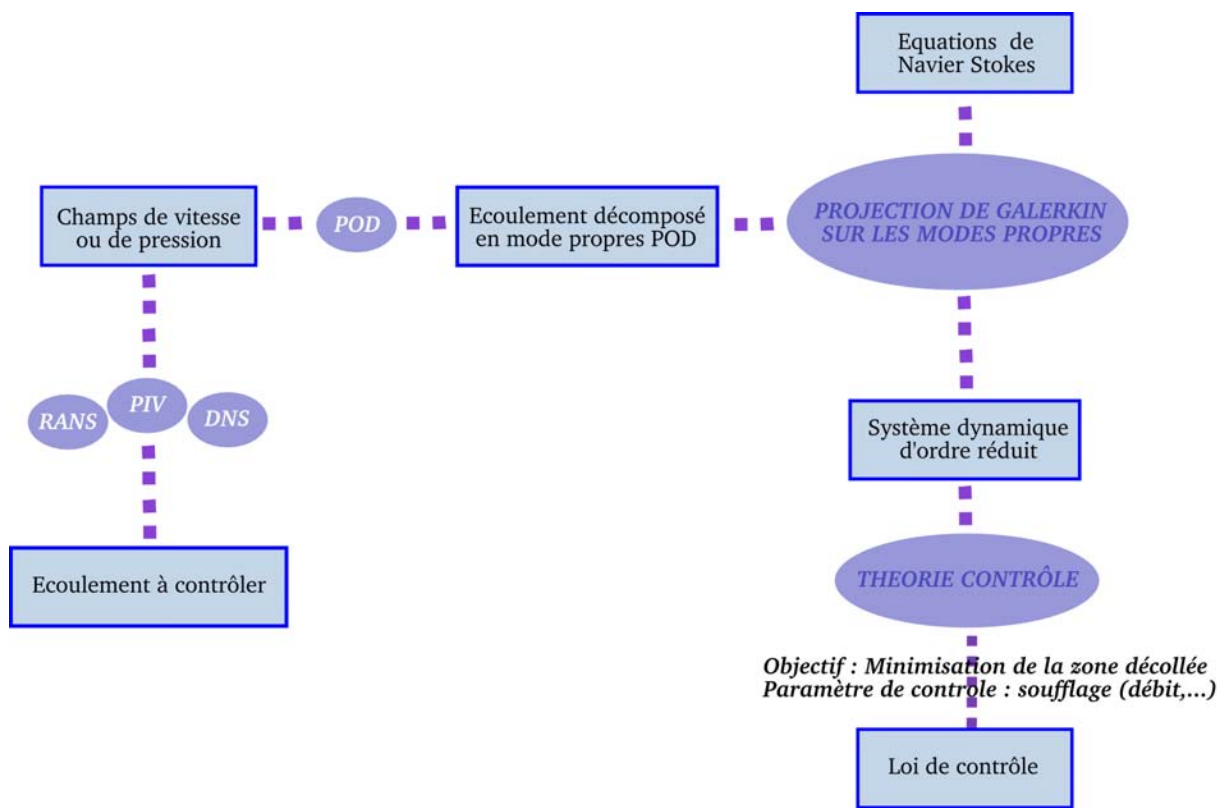 Equations de
Navier Stokes
Champs de vitesse
ou de pression
POD
Ecoulement décomposé
en mode propres POD
PROJECTION DE GALERKIN
SUR LES MODES PROPRES
RANS
PIV
DNS
Système dynamique
d'ordre réduit
Ecoulement à contrôler
THEORIE CONTRÔLE
Objectif : Minimisation de la zone décollée
Paramètre de controle : soufflage (débit,...)
Loi de contrôle